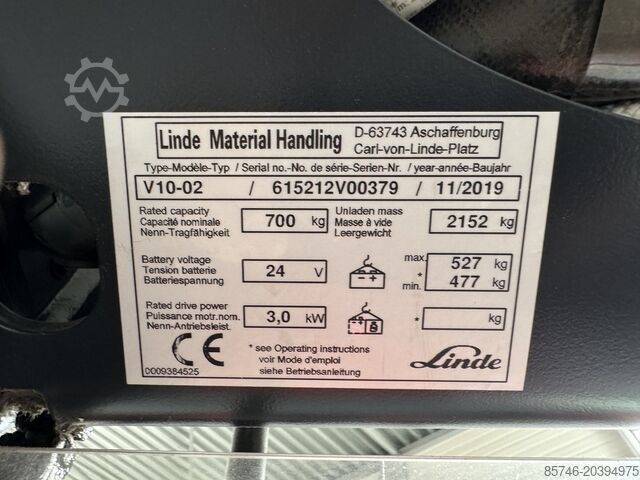 Linde Material Handling
D-63743 Aschaffenburg
Carl-von-Linde-Platz
Type-Modèle-Typ / Serial no.-No. de série-Serien-Nr. / year-année-Baujahr
V10-02 / 615212V00379 / 11/2019
Rated capacity
Capacité nominale
Nenn-Tragfähigkeit
700 kg
Unladen mass
Masse à vide
Leergewicht
2152 kg
Battery voltage
Tension batterie
Batteriespannung
24 V
- +
max. 527 kg
*
min. 477 kg
Rated drive power
Puissance motr.nom.
Nenn-Antriebsleist.
3,0 kW
* kg
CE
0009384525
* see Operating instructions
voir Mode d'emploi
siehe Betriebsanleitung
Linde
85746-20394975